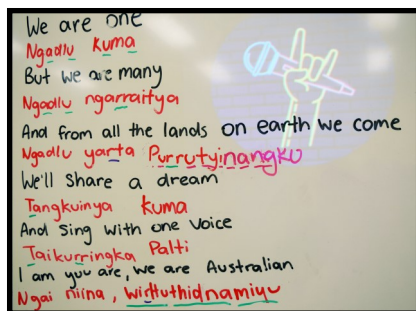 We are one
Ngadlu kuma
But we are many
Ngadlu ngarraitya
And from all the lands on earth we come
Ngadlu yarta Purrutyinangku
We'll share a dream
Tangkuinya kuma
And sing with one voice
Taikurringka Palti
I am you are, we are Australian
Ngai niina,